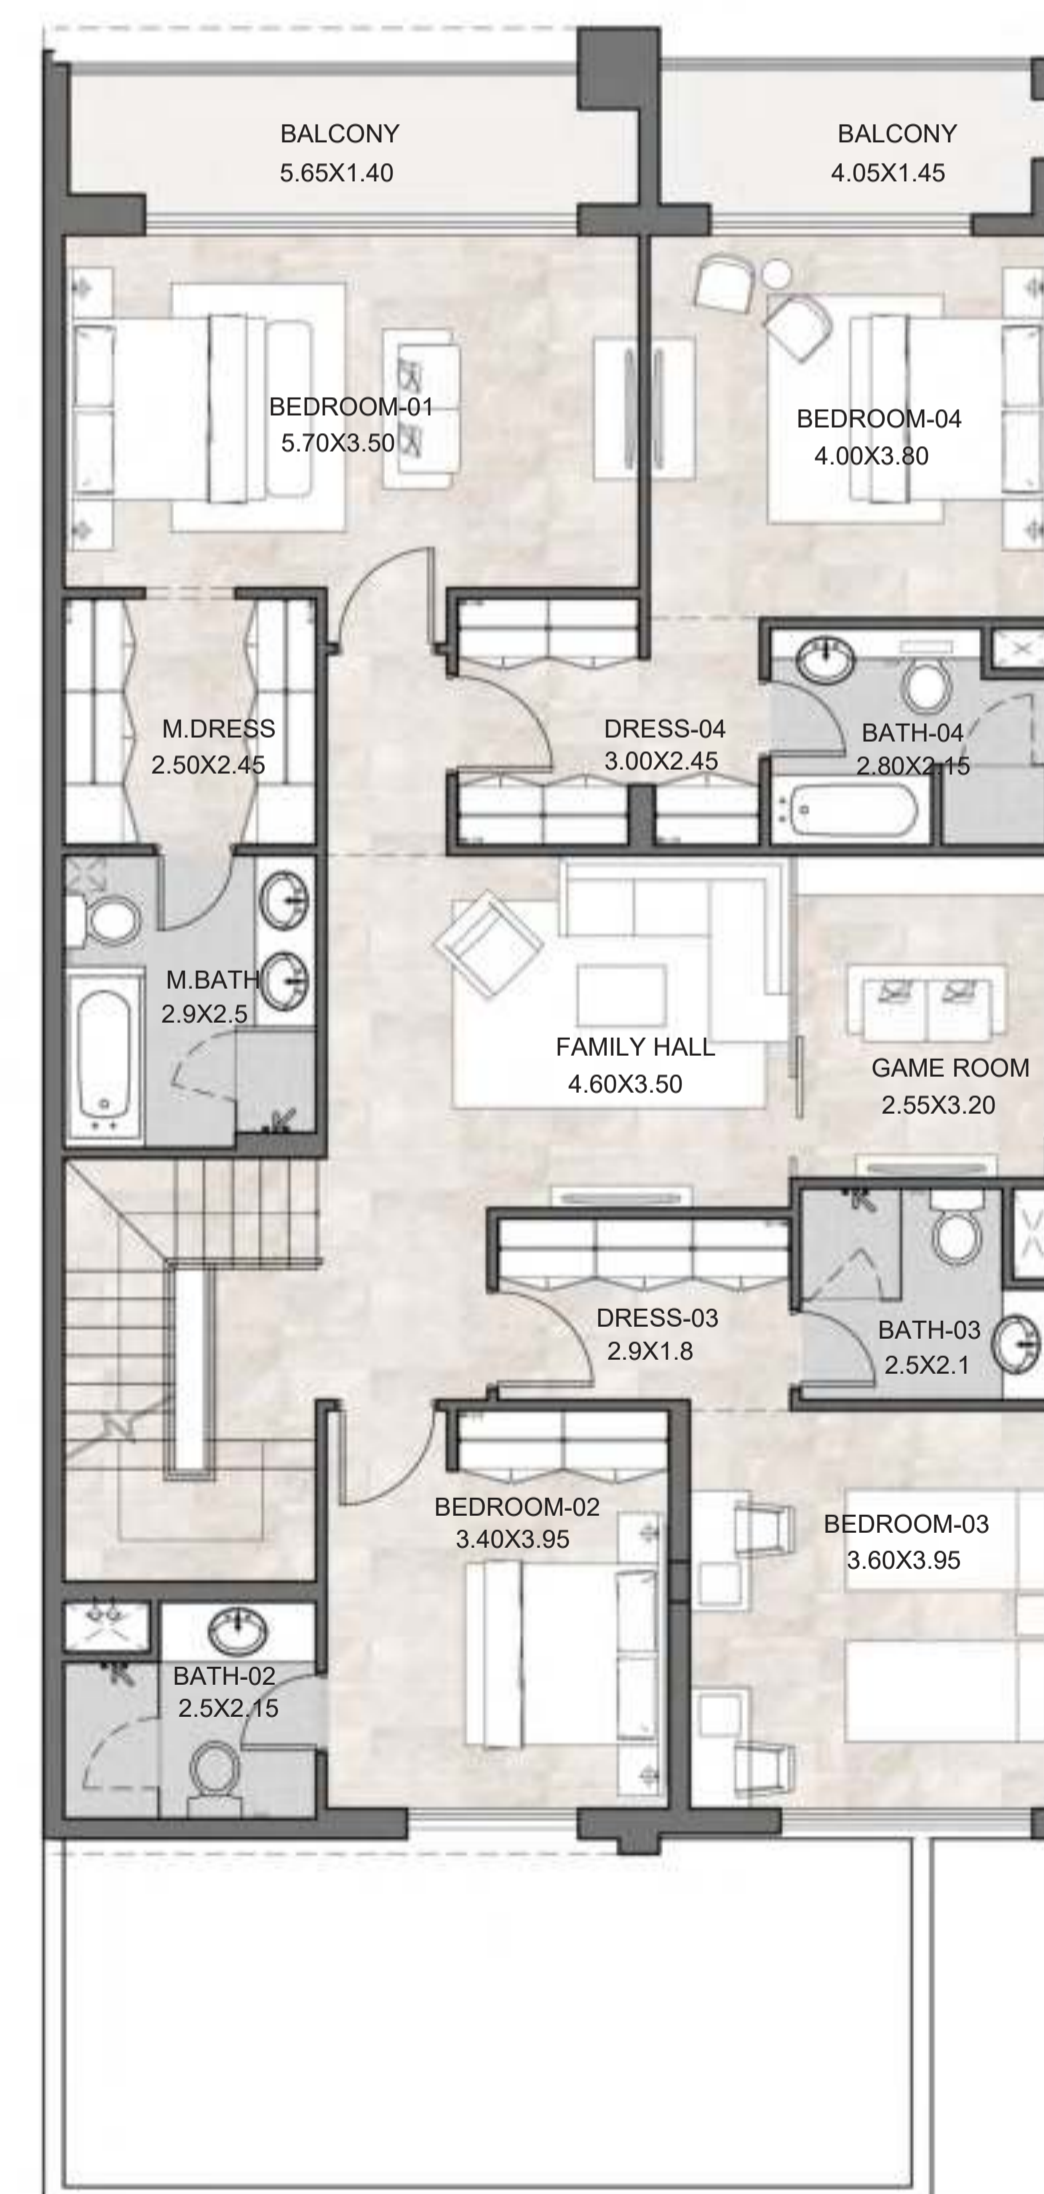 BALCONY
5.65X1.40
BALCONY
4.05X1.45
BEDROOM-01
5.70X3.50
BEDROOM-04
4.00X3.80
M.DRESS
2.50X2.45
DRESS-04
3.00X2.45
BATH-04
2.80X2.15
M.BATH
2.9X2.5
FAMILY HALL
4.60X3.50
GAME ROOM
2.55X3.20
DRESS-03
2.9X1.8
BATH-03
2.5X2.1
BEDROOM-02
3.40X3.95
BEDROOM-03
3.60X3.95
BATH-02
2.5X2.15